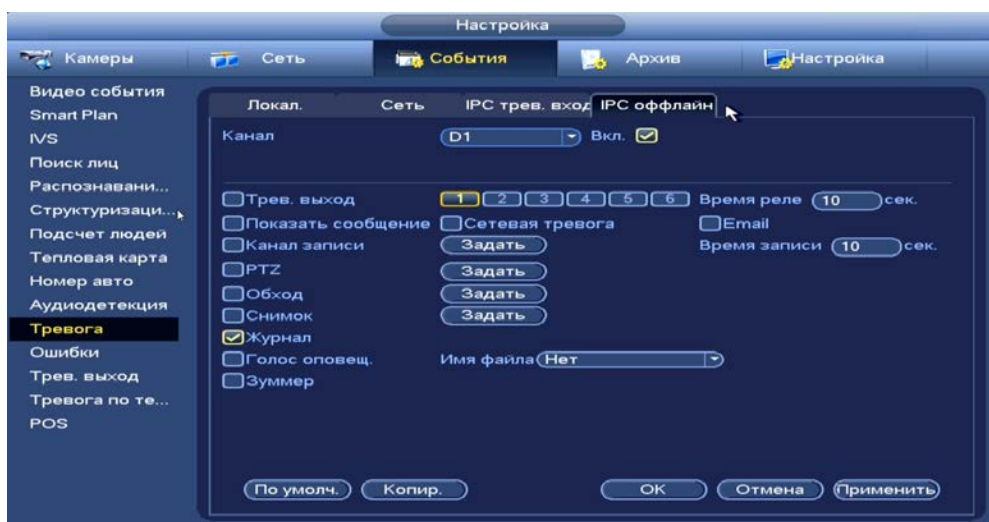 Настройка
Камеры Сеть События Архив Настройка
Видео события
Smart Plan
IVS
Поиск лиц
Распознавани...
Структуризаци...
Подсчет людей
Тепловая карта
Номер авто
Аудиодетекция
Тревога
Ошибки
Трев. выход
Тревога по те...
POS
Локал. Сеть IPC трев. вход IPC оффлайн
Канал D1 Вкл.
Трев. выход 1 2 3 4 5 6 Время реле 10 сек.
Показать сообщение Сетевая тревога Email
Канал записи Задать Время записи 10 сек.
PTZ Задать
Обход Задать
Снимок Задать
Журнал
Голос оповещ. Имя файла Нет
Зуммер
По умолч. Копир. OK Отмена Применить